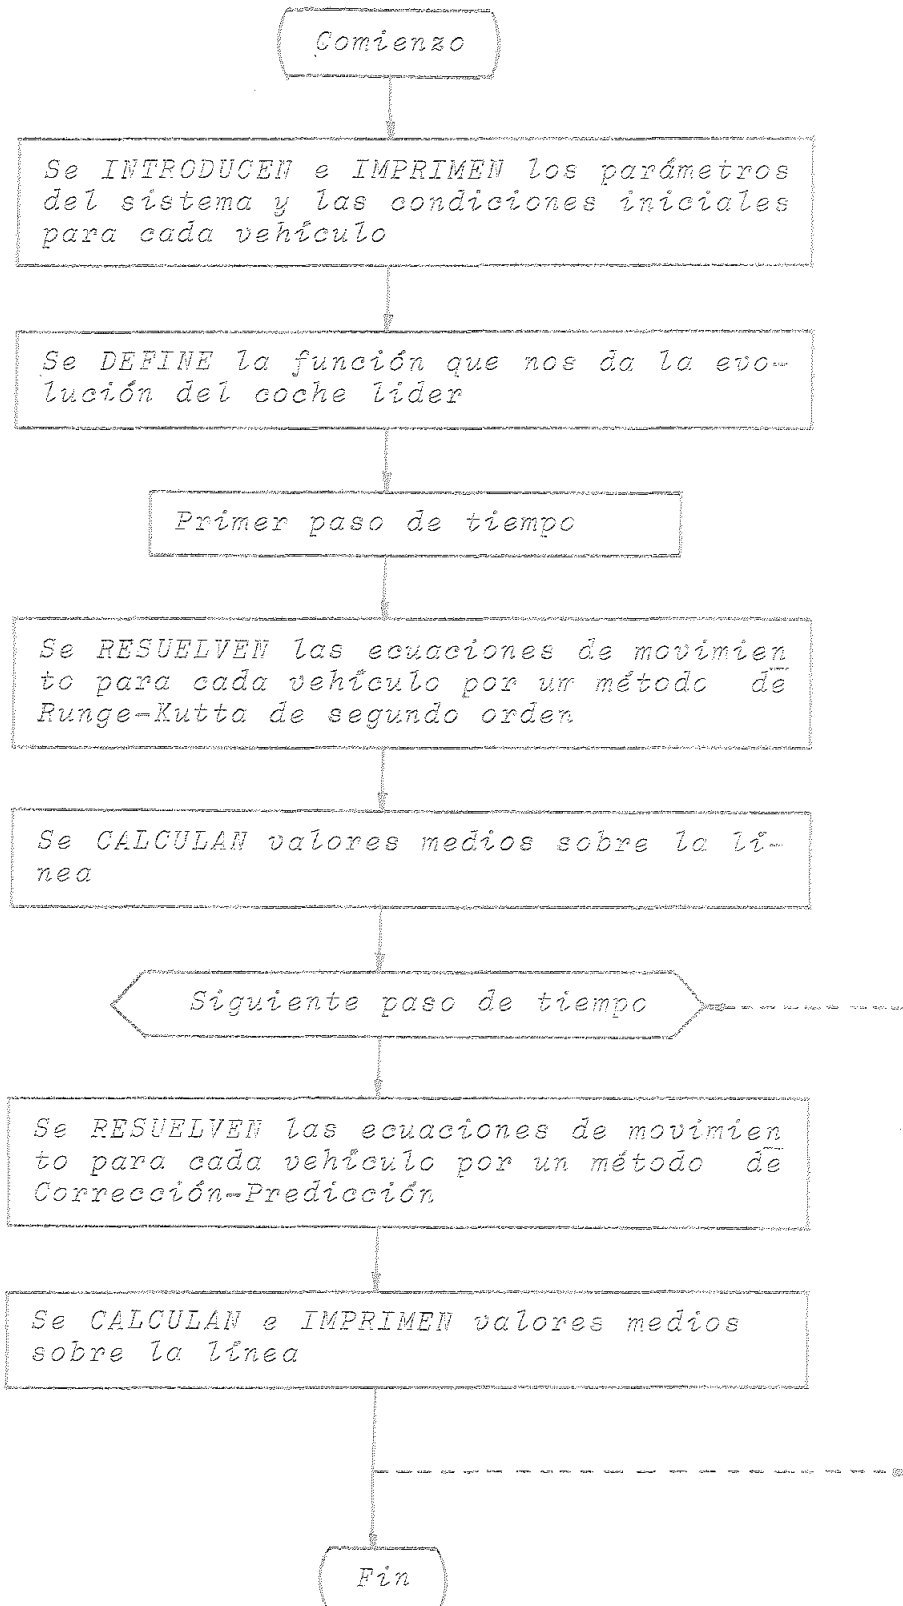 Comienzo
Se INTRODUCEN e IMPRIMEN los parámetros
del sistema y las condiciones iniciales
para cada vehículo
Se DEFINE la función que nos da la evo-
lución del coche lider
Primer paso de tiempo
Se RESUELVEN las ecuaciones de movimien
to para cada vehículo por un método de
Runge-Kutta de segundo orden
Se CALCULAN valores medios sobre la lí-
nea
Siguiente paso de tiempo
Se RESUELVEN las ecuaciones de movimien
to para cada vehículo por un método de
Corrección-Predicción
Se CALCULAN e IMPRIMEN valores medios
sobre la línea
Fin